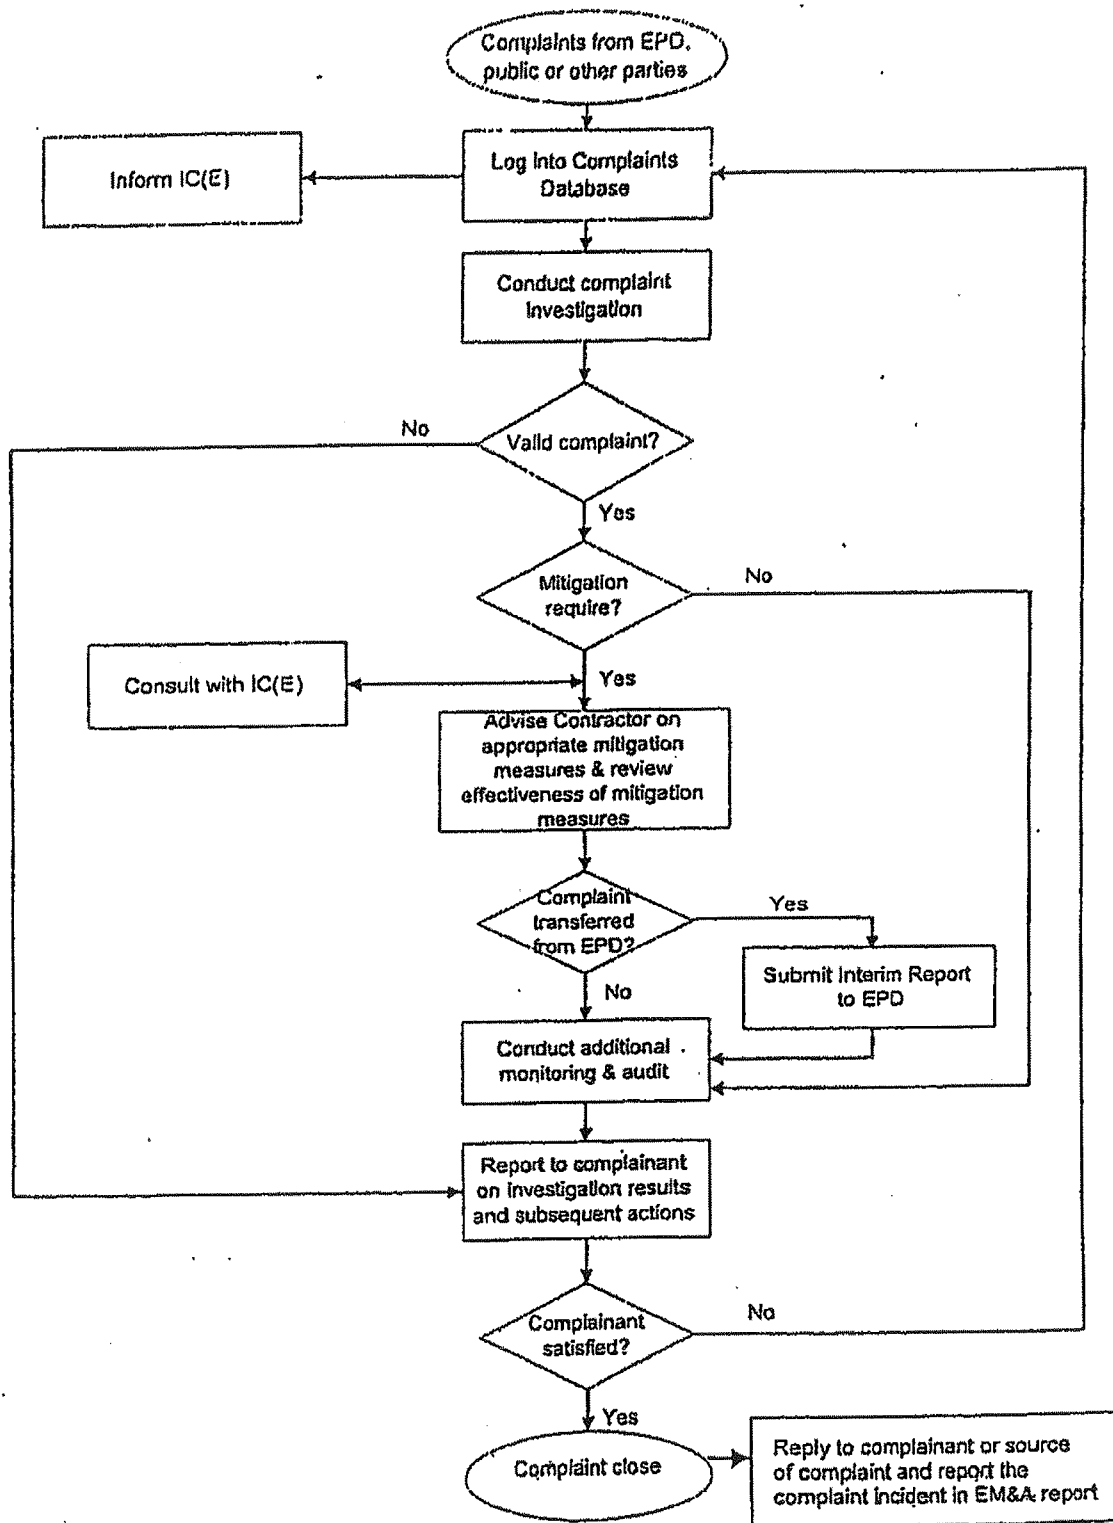 Complaints from EPD,
public or other parties
Inform IC(E)
Log Into Complaints
Database
Conduct complaint
Investigation
No
Valid complaint?
Yes
Mitigation
require?
No
Consult with IC(E)
Yes
Advise Contractor on
appropriate mitigation
measures & review
effectiveness of mitigation
measures
Complaint
transferred
from EPD?
Yes
Submit Interim Report
to EPD
No
Conduct additional
monitoring & audit
Report to complainant
on investigation results
and subsequent actions
Complainant
satisfied?
No
Yes
Complaint close
Reply to complainant or source
of complaint and report the
complaint incident in EM&A report